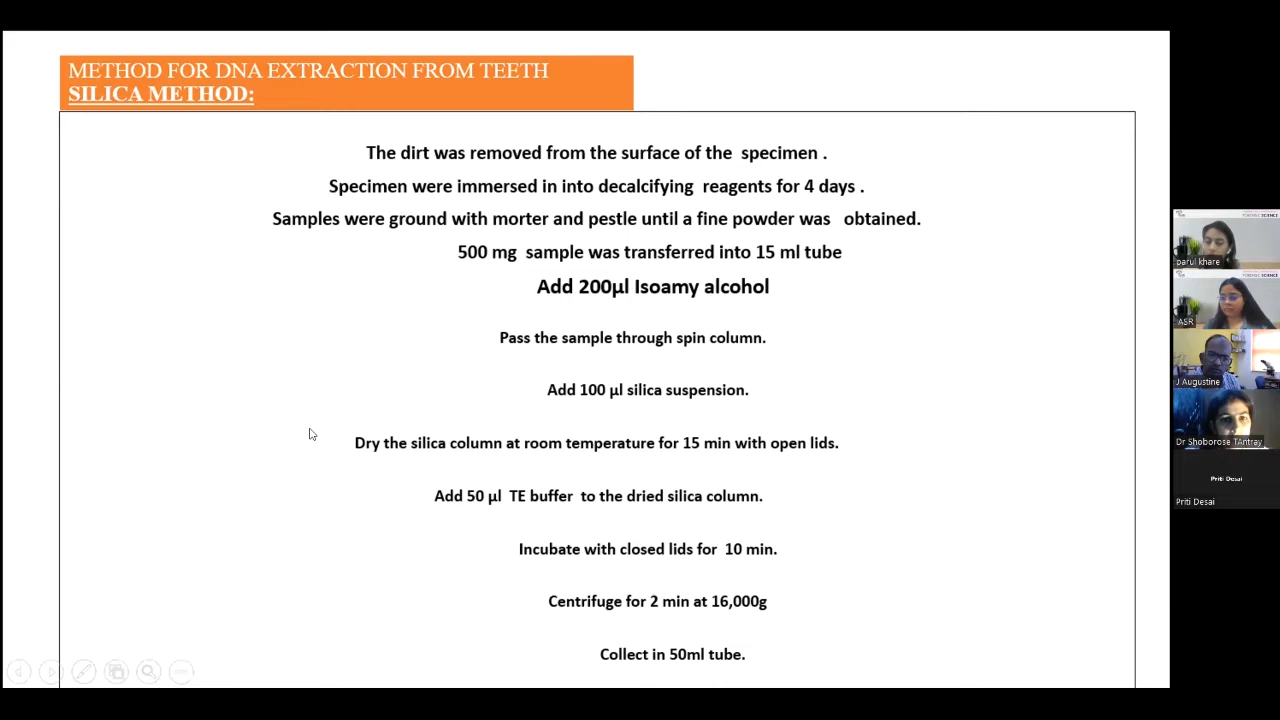 METHOD FOR DNA EXTRACTION FROM TEETH
SILICA METHOD:
The dirt was removed from the surface of the specimen .
Specimen were immersed in into decalcifying reagents for 4 days .
Samples were ground with morter and pestle until a fine powder was obtained.
500 mg sample was transferred into 15 ml tube
Add 200µl Isoamy alcohol
Pass the sample through spin column.
Add 100 µl silica suspension.
Dry the silica column at room temperature for 15 min with open lids.
Add 50 µl TE buffer to the dried silica column.
Incubate with closed lids for 10 min.
Centrifuge for 2 min at 16,000g
Collect in 50ml tube.
parul khare
ASR
J Augustine
Dr Shoborose TAntray
Priti Desai
Priti Desai